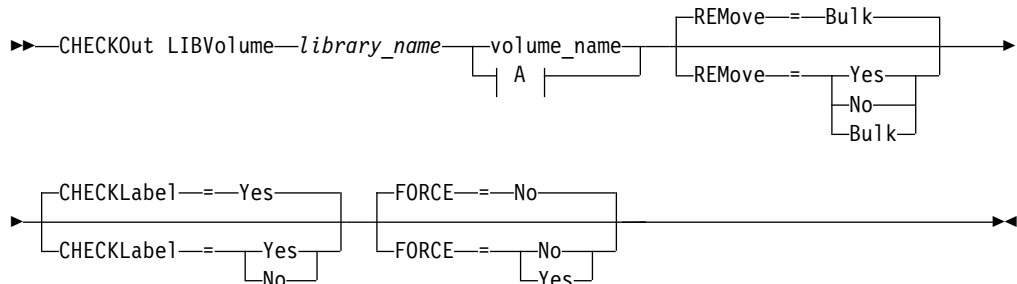 REMove = Bulk
CHECKOut LIBVolume library_name volume_name
A
REMove = Yes
No
Bulk
CHECKLabel = Yes
FORCE = No
CHECKLabel = Yes
No
FORCE = No
Yes